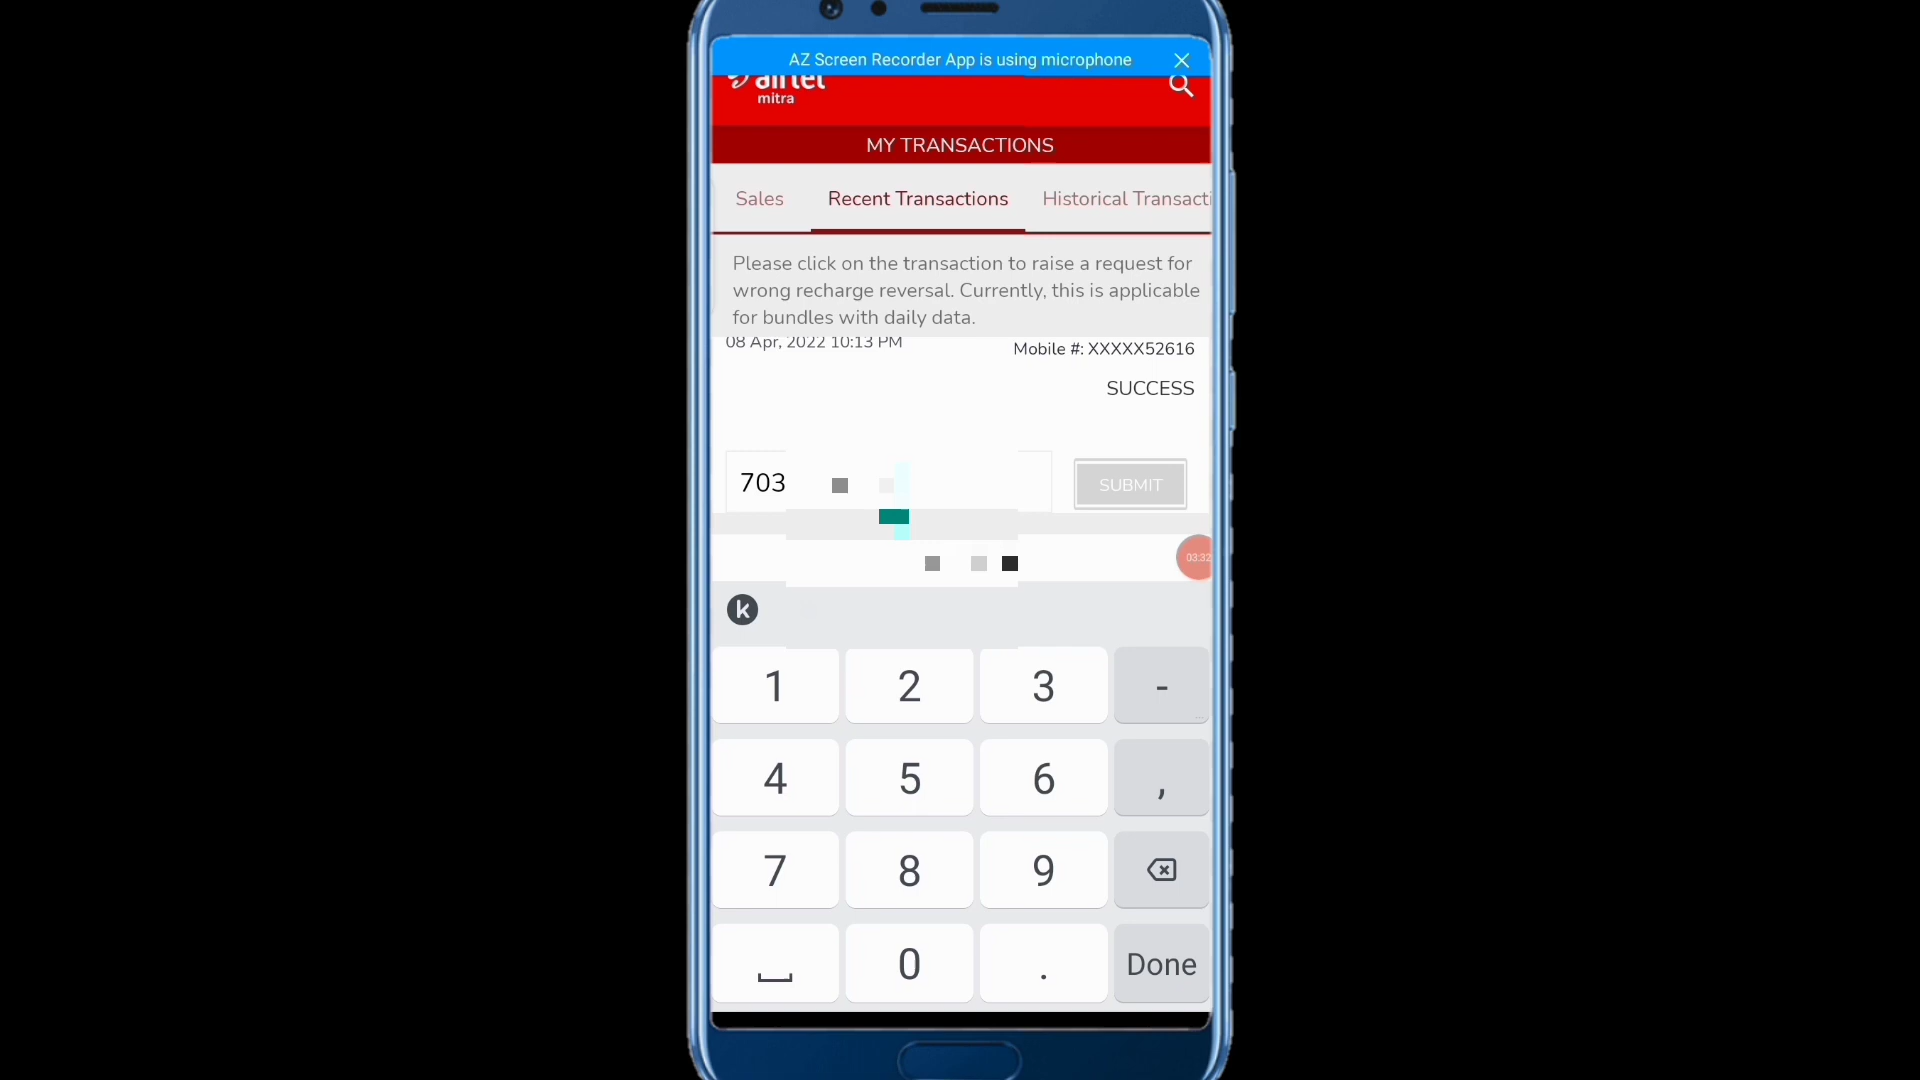 AZ Screen Recorder App is using microphone
airtel
mitra
MY TRANSACTIONS
Sales Recent Transactions Historical Transacti
Please click on the transaction to raise a request for
wrong recharge reversal. Currently, this is applicable
for bundles with daily data.
08 Apr, 2022 10:13 PM
Mobile #: XXXXX52616
SUCCESS
703
SUBMIT
03:32
k
1 2 3 -
4 5 6 ,
7 8 9
0 . Done